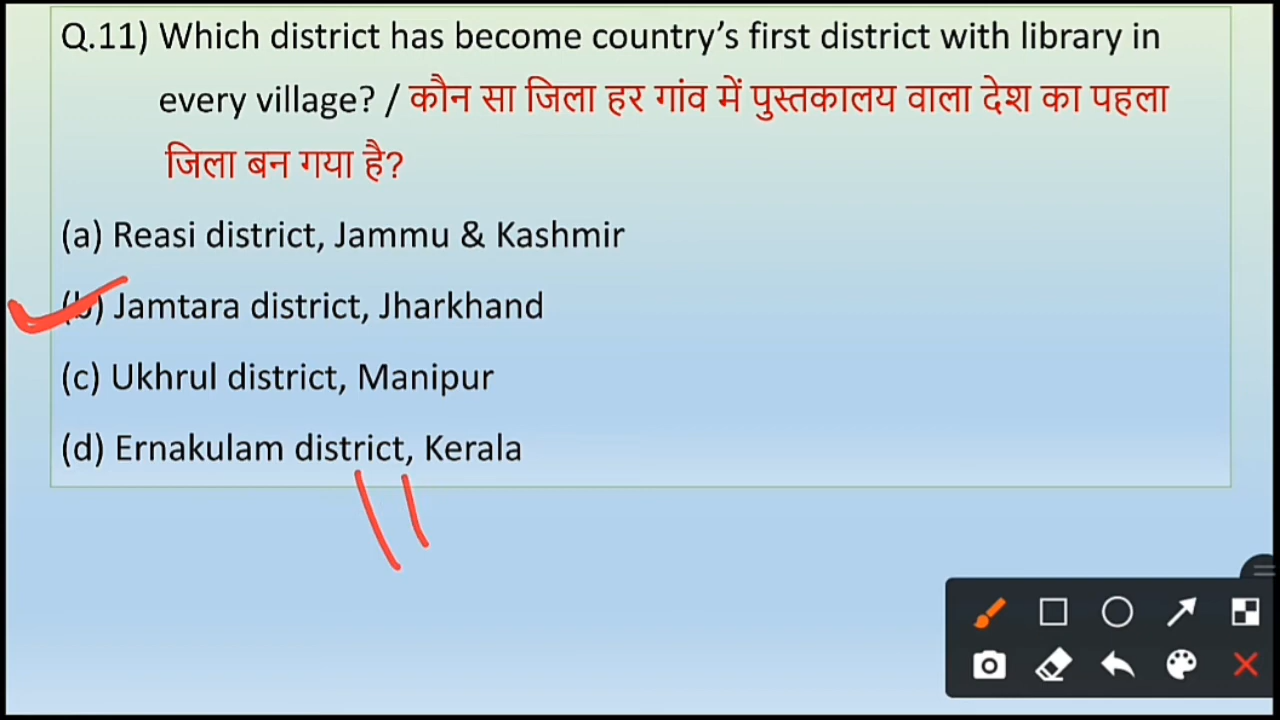 Q.11) Which district has become country’s first district with library in
every village? / कौन सा जिला हर गांव में पुस्तकालय वाला देश का पहला
जिला बन गया है?
(a) Reasi district, Jammu & Kashmir
(b) Jamtara district, Jharkhand
(c) Ukhrul district, Manipur
(d) Ernakulam district, Kerala